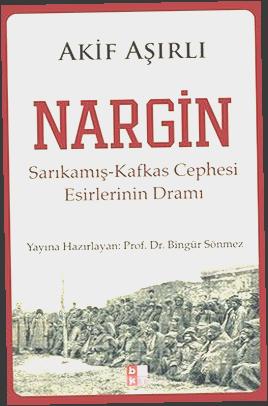 AKİF AŞIRLI
NARGİN
Sarıkamış-Kafkas Cephesi
Esirlerinin Dramı
Yayına Hazırlayan: Prof. Dr. Bingür Sönmez
b
k